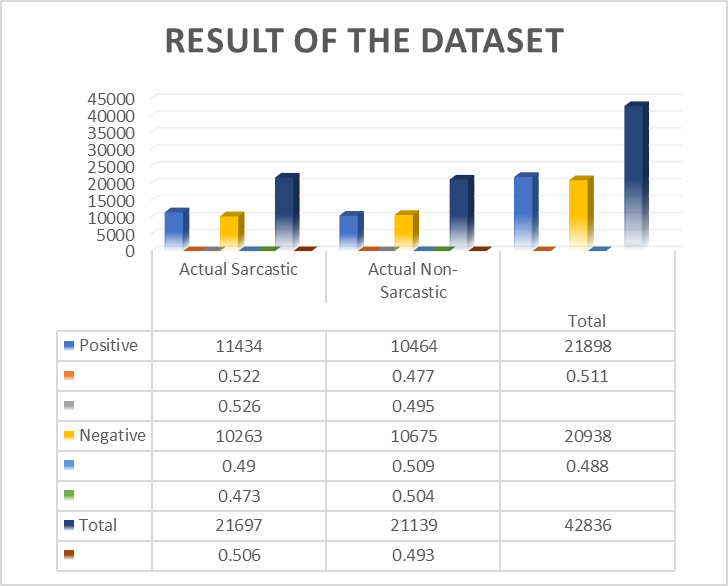 RESULT OF THE DATASET
45000
40000
35000
30000
25000
20000
15000
10000
5000
0
Actual Sarcastic
Actual Non-
Sarcastic
Total
Positive 11434 10464 21898
0.522 0.477 0.511
0.526 0.495
Negative 10263 10675 20938
0.49 0.509 0.488
0.473 0.504
Total 21697 21139 42836
0.506 0.493